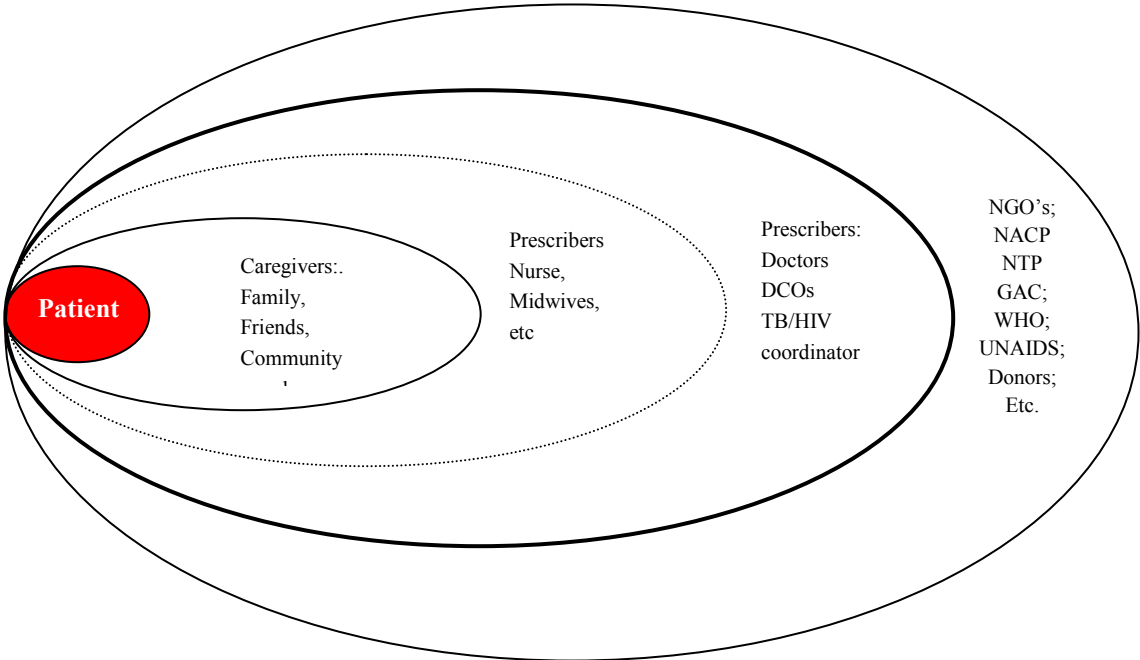 Patient
Caregivers:.
Family,
Friends,
Community
Prescribers
Nurse,
Midwives,
etc
Prescribers:
Doctors
DCOs
TB/HIV
coordinator
NGO’s;
NACP
NTP
GAC;
WHO;
UNAIDS;
Donors;
Etc.